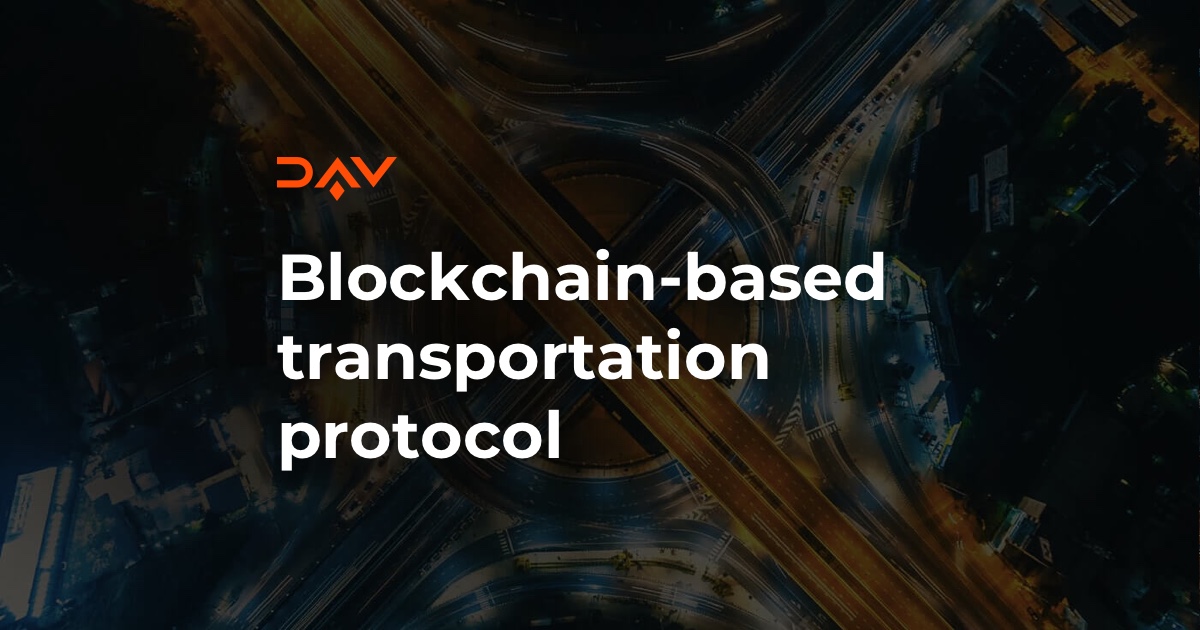 DAV
Blockchain-based
transportation
protocol